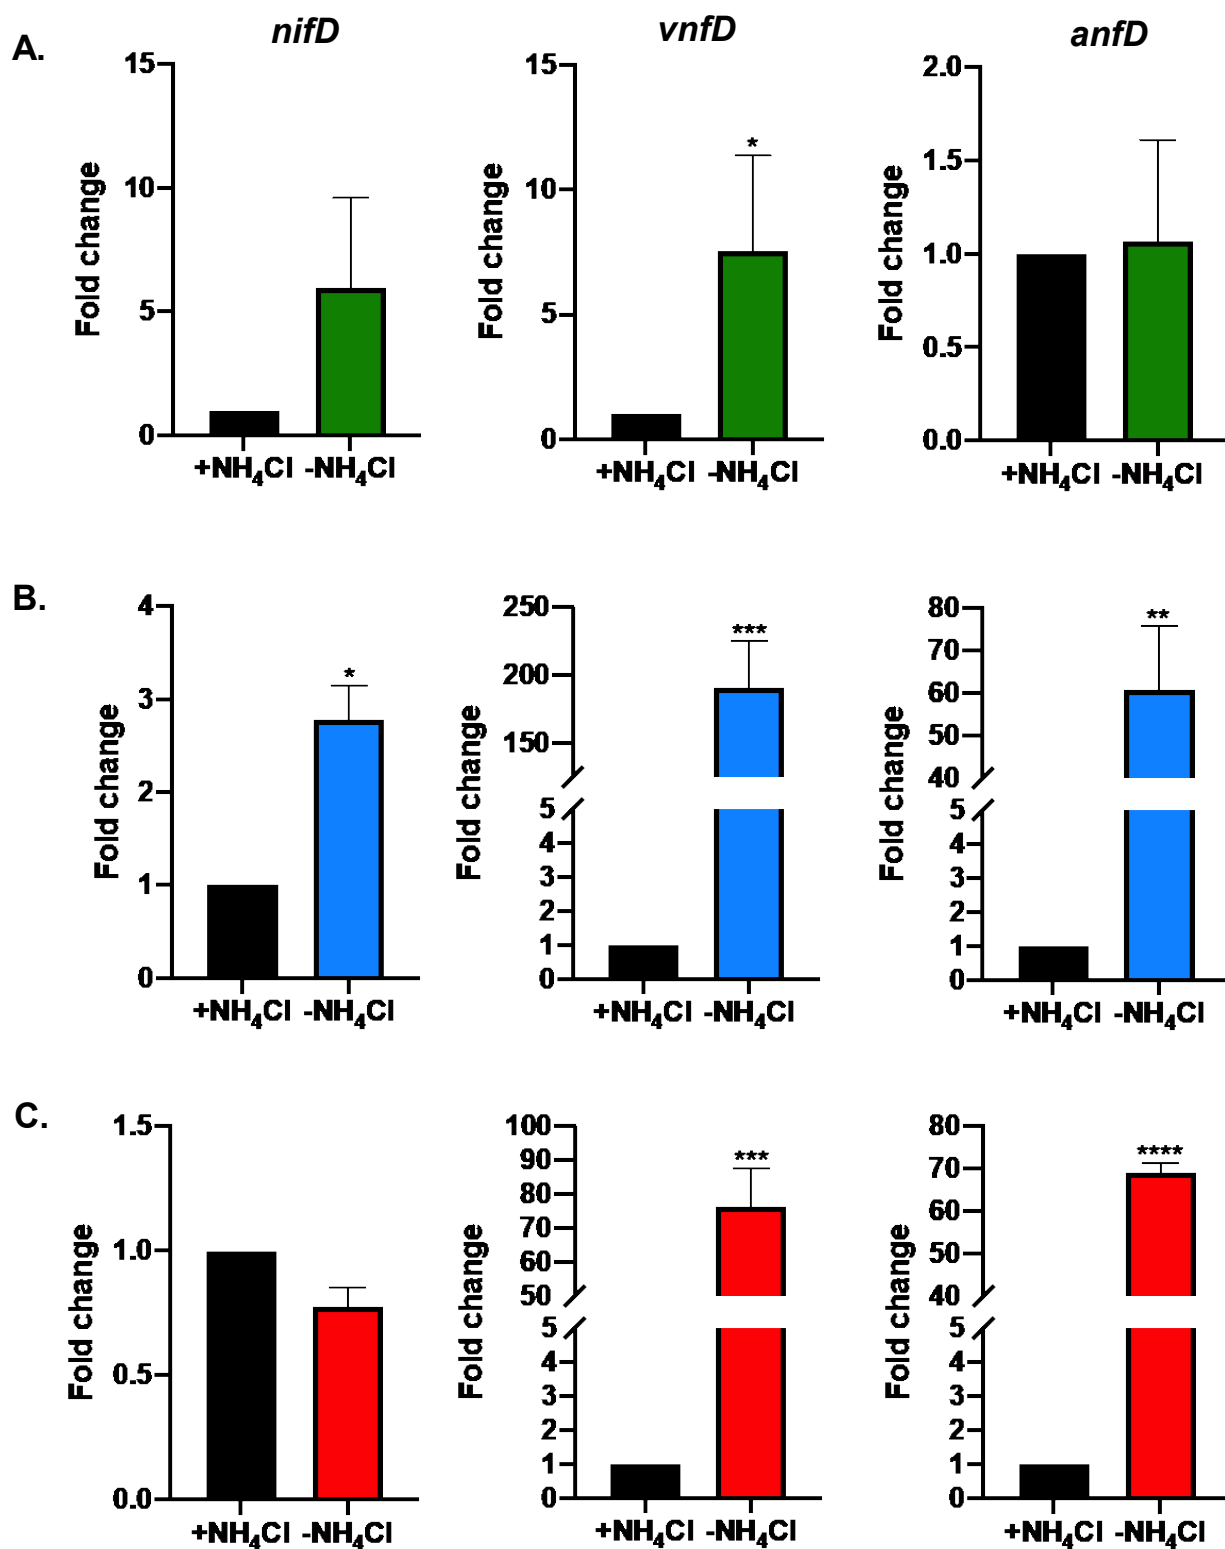 A.
nifD
vnfD
anfD
Fold change
15
10
5
0
+NH₄Cl -NH₄Cl
Fold change
15
10
5
0
*
+NH₄Cl -NH₄Cl
Fold change
2.0
1.5
1.0
0.5
0.0
+NH₄Cl -NH₄Cl
B.
Fold change
4
3
2
1
0
*
+NH₄Cl -NH₄Cl
Fold change
250
200
150
5
4
3
2
1
0
***
+NH₄Cl -NH₄Cl
Fold change
80
70
60
50
40
5
4
3
2
1
0
**
+NH₄Cl -NH₄Cl
C.
Fold change
1.5
1.0
0.5
0.0
+NH₄Cl -NH₄Cl
Fold change
100
90
80
70
60
50
5
4
3
2
1
0
***
+NH₄Cl -NH₄Cl
Fold change
80
70
60
50
40
5
4
3
2
1
0
****
+NH₄Cl -NH₄Cl